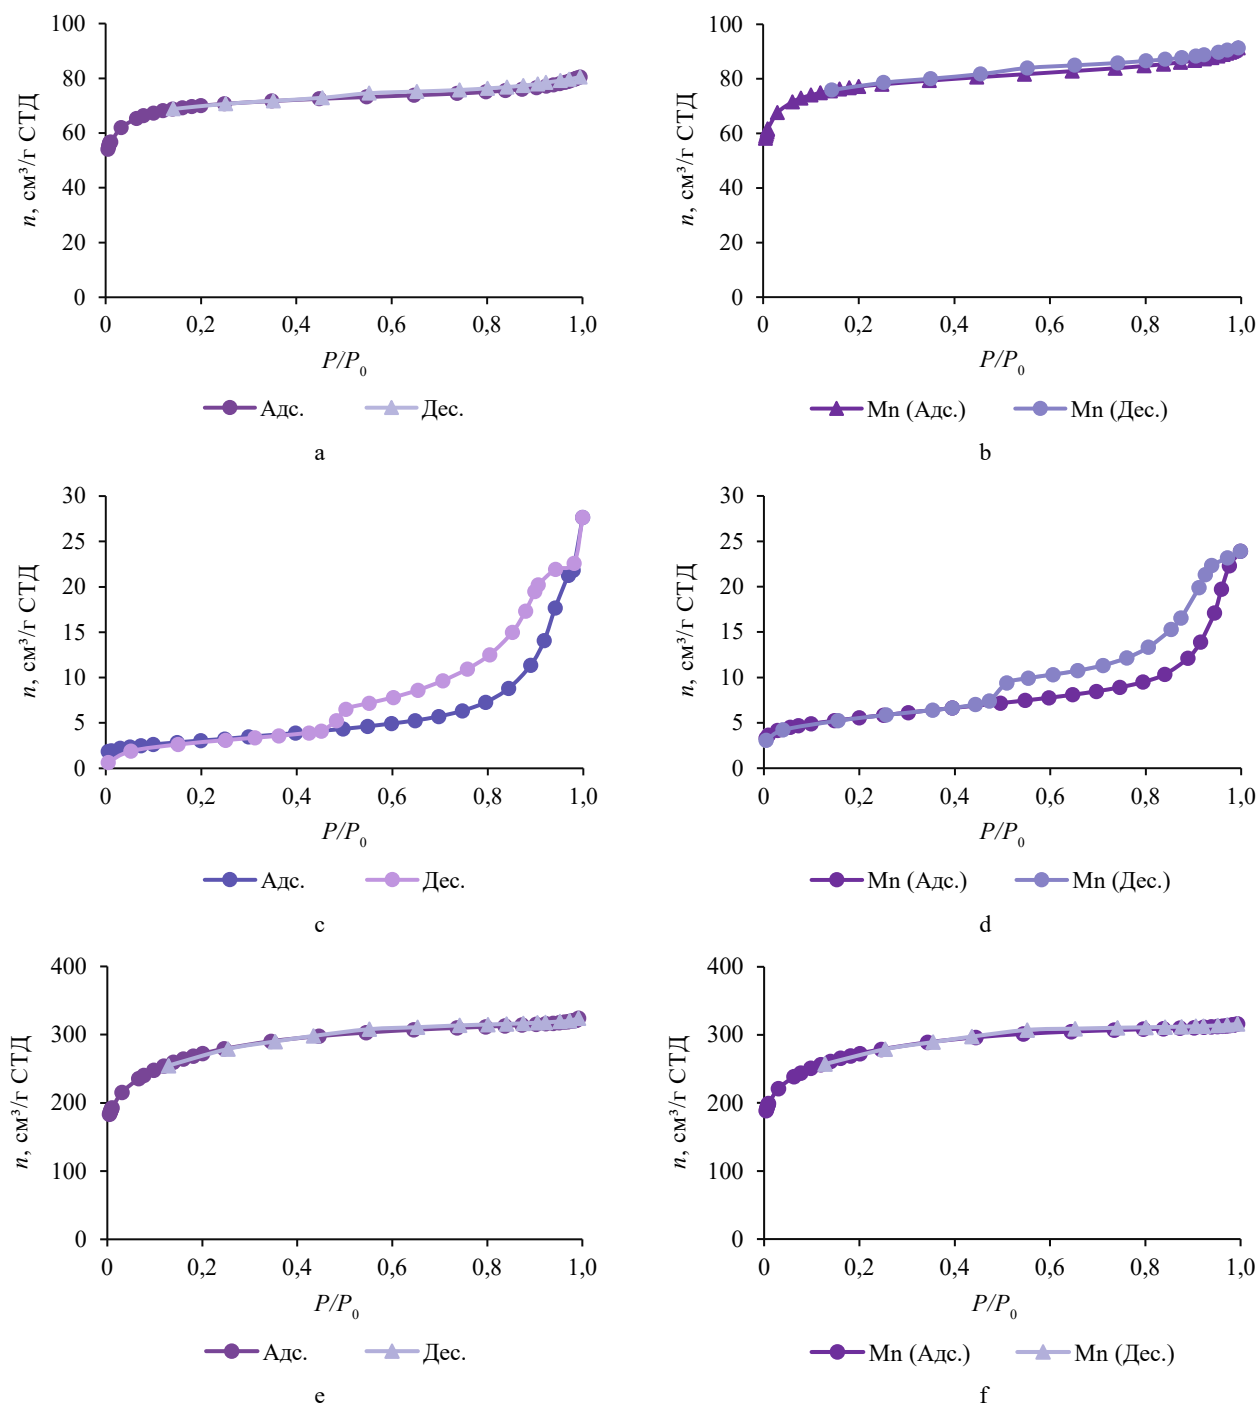 100
80
60
40
20
0
n, см³/г СТД
0 0,2 0,4 0,6 0,8 1,0
P/P₀
Адс. Дес.
a
100
80
60
40
20
0
n, см³/г СТД
0 0,2 0,4 0,6 0,8 1,0
P/P₀
Mn (Адс.) Mn (Дес.)
b
30
25
20
15
10
5
0
n, см³/г СТД
0 0,2 0,4 0,6 0,8 1,0
P/P₀
Адс. Дес.
c
30
25
20
15
10
5
0
n, см³/г СТД
0 0,2 0,4 0,6 0,8 1,0
P/P₀
Mn (Адс.) Mn (Дес.)
d
400
300
200
100
0
n, см³/г СТД
0 0,2 0,4 0,6 0,8 1,0
P/P₀
Адс. Дес.
e
400
300
200
100
0
n, см³/г СТД
0 0,2 0,4 0,6 0,8 1,0
P/P₀
Mn (Адс.) Mn (Дес.)
f